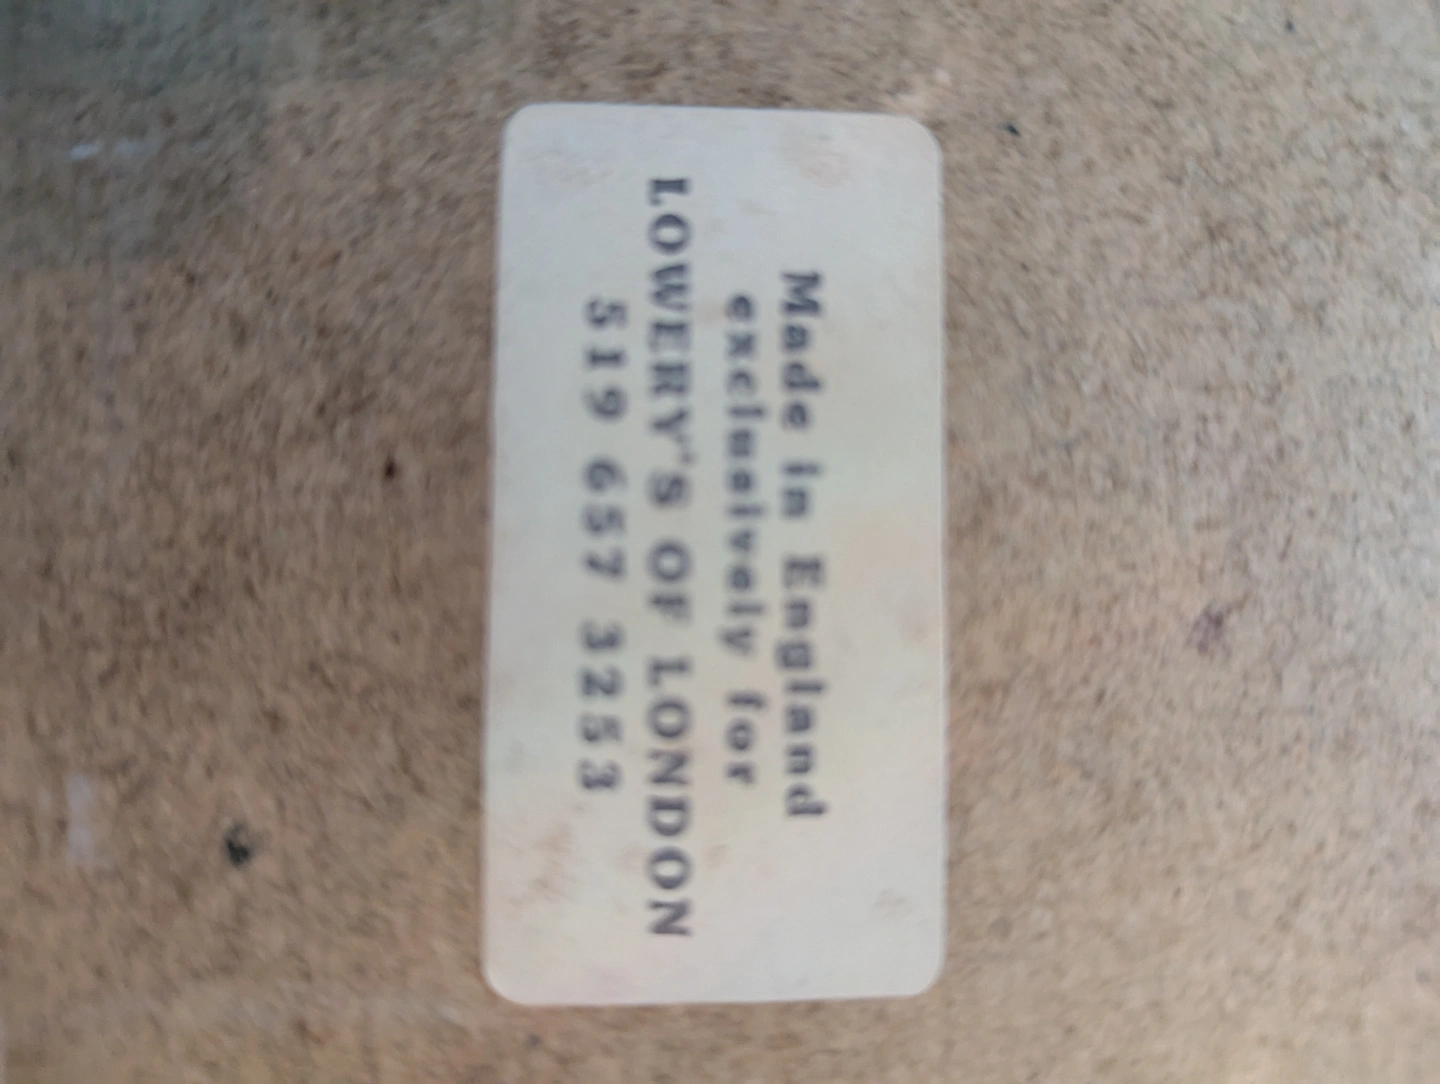 Made in England
exclusively for
LOWERY'S OF LONDON
519 657 3253